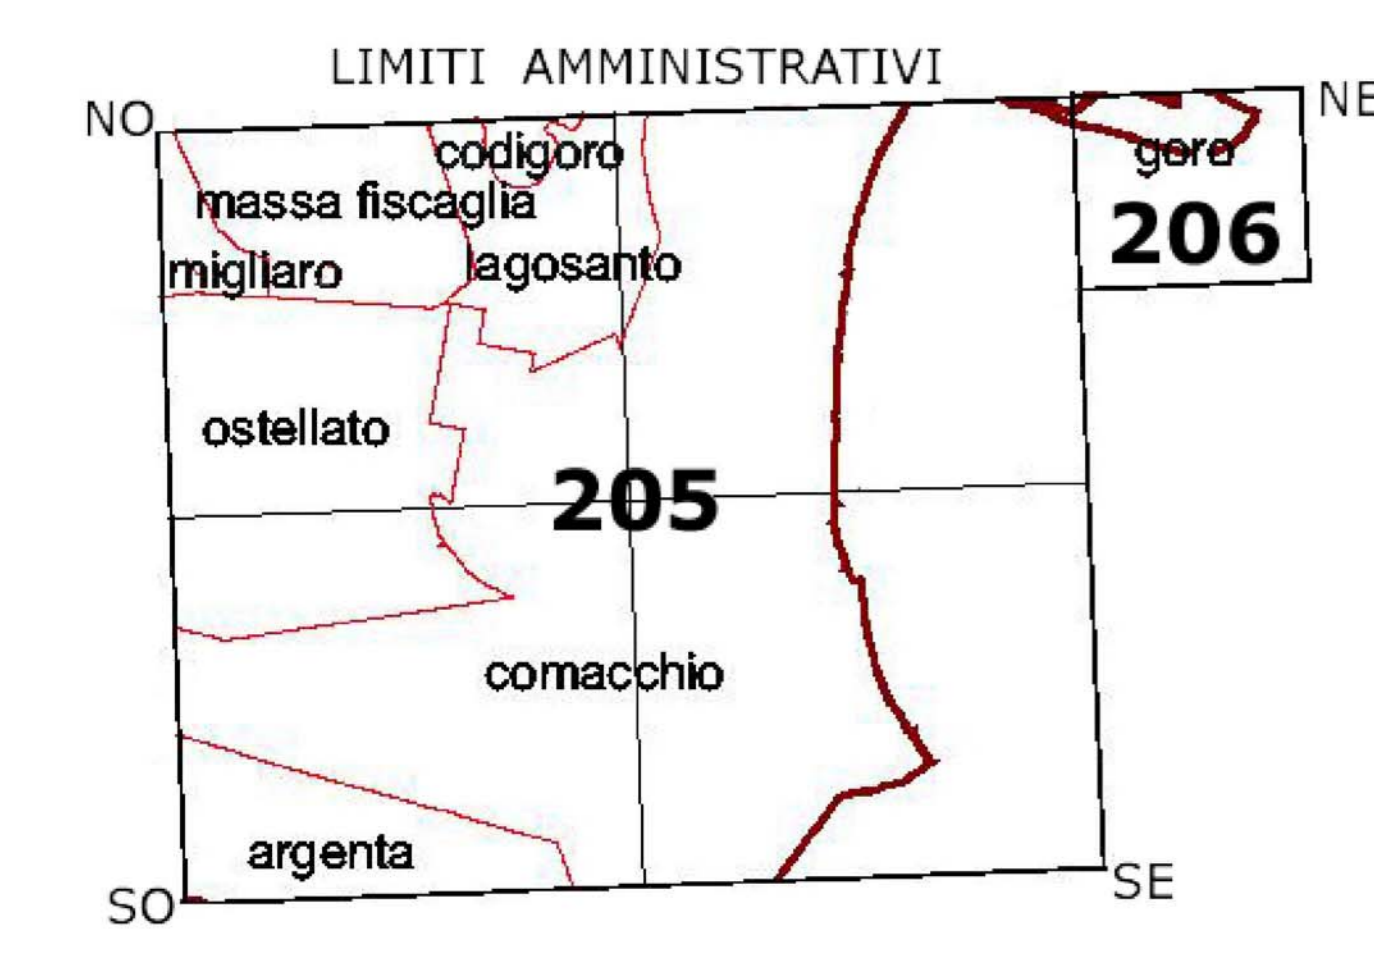 LIMITI AMMINISTRATIVI
NO
NE
codigoro
goro
massa fiscaglia
206
migliaro
lagosanto
ostellato
205
comacchio
argenta
SO
SE